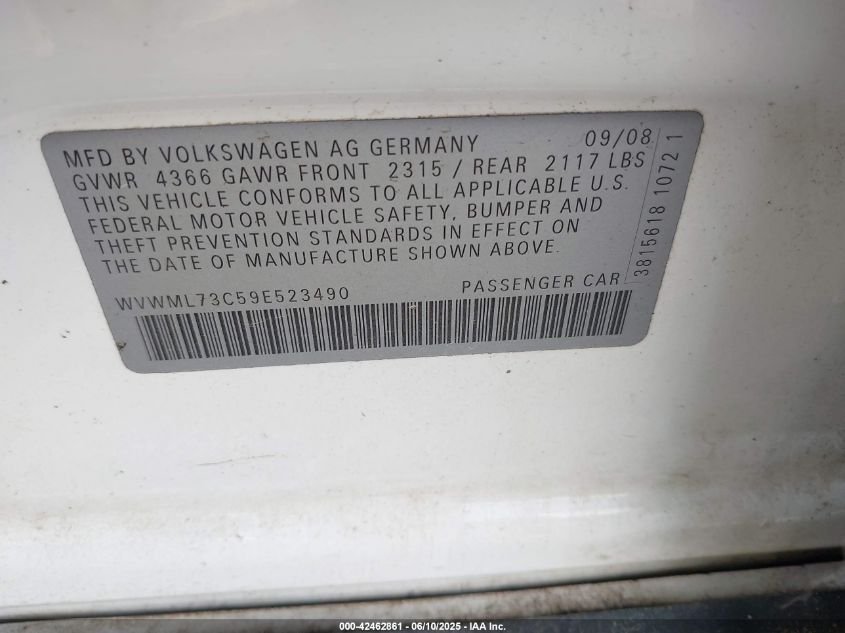 MFD BY VOLKSWAGEN AG GERMANY 09/08
GVWR 4366 GAWR FRONT 2315 / REAR 2117 LBS
THIS VEHICLE CONFORMS TO ALL APPLICABLE U.S.
FEDERAL MOTOR VEHICLE SAFETY, BUMPER AND
THEFT PREVENTION STANDARDS IN EFFECT ON
THE DATE OF MANUFACTURE SHOWN ABOVE.
WVWML73C59E523490 PASSENGER CAR
3815618 1072 1
000-42462861 - 06/10/2025 - IAA Inc.